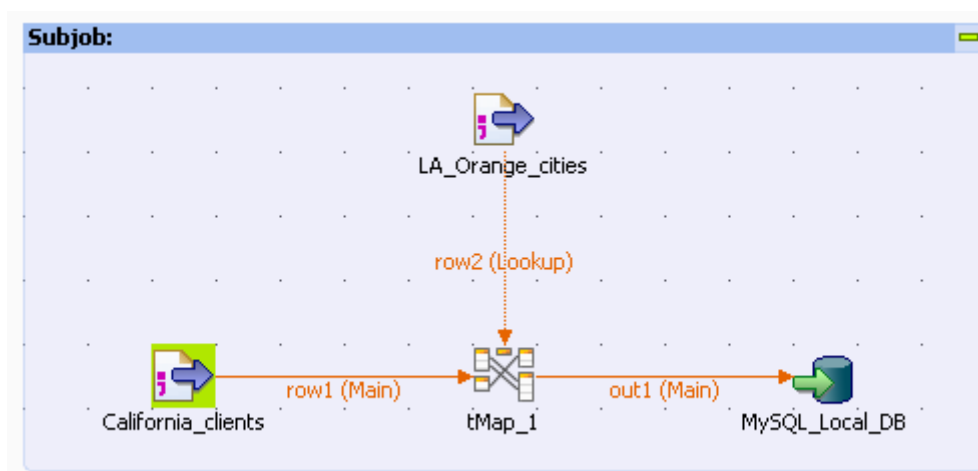 Subjob:
LA_Orange_cities
row2 (Lookup)
row1 (Main)
out1 (Main)
California_clients
tMap_1
MySQL_Local_DB